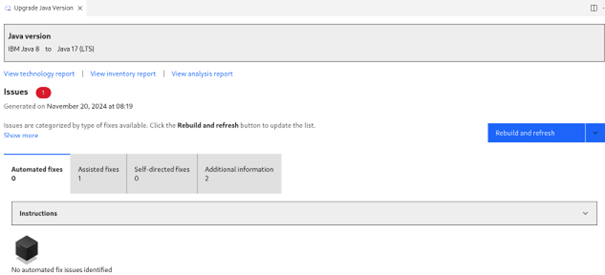 Upgrade Java Version
Java version
IBM Java 8 to Java 17 (LTS)
View technology report | View inventory report | View analysis report
Issues 1
Generated on November 20, 2024 at 08:19
Issues are categorized by type of fixes available. Click the Rebuild and refresh button to update the list.
Show more
Rebuild and refresh
Automated fixes
0
Assisted fixes
1
Self-directed fixes
0
Additional information
2
Instructions
No automated fix issues identified